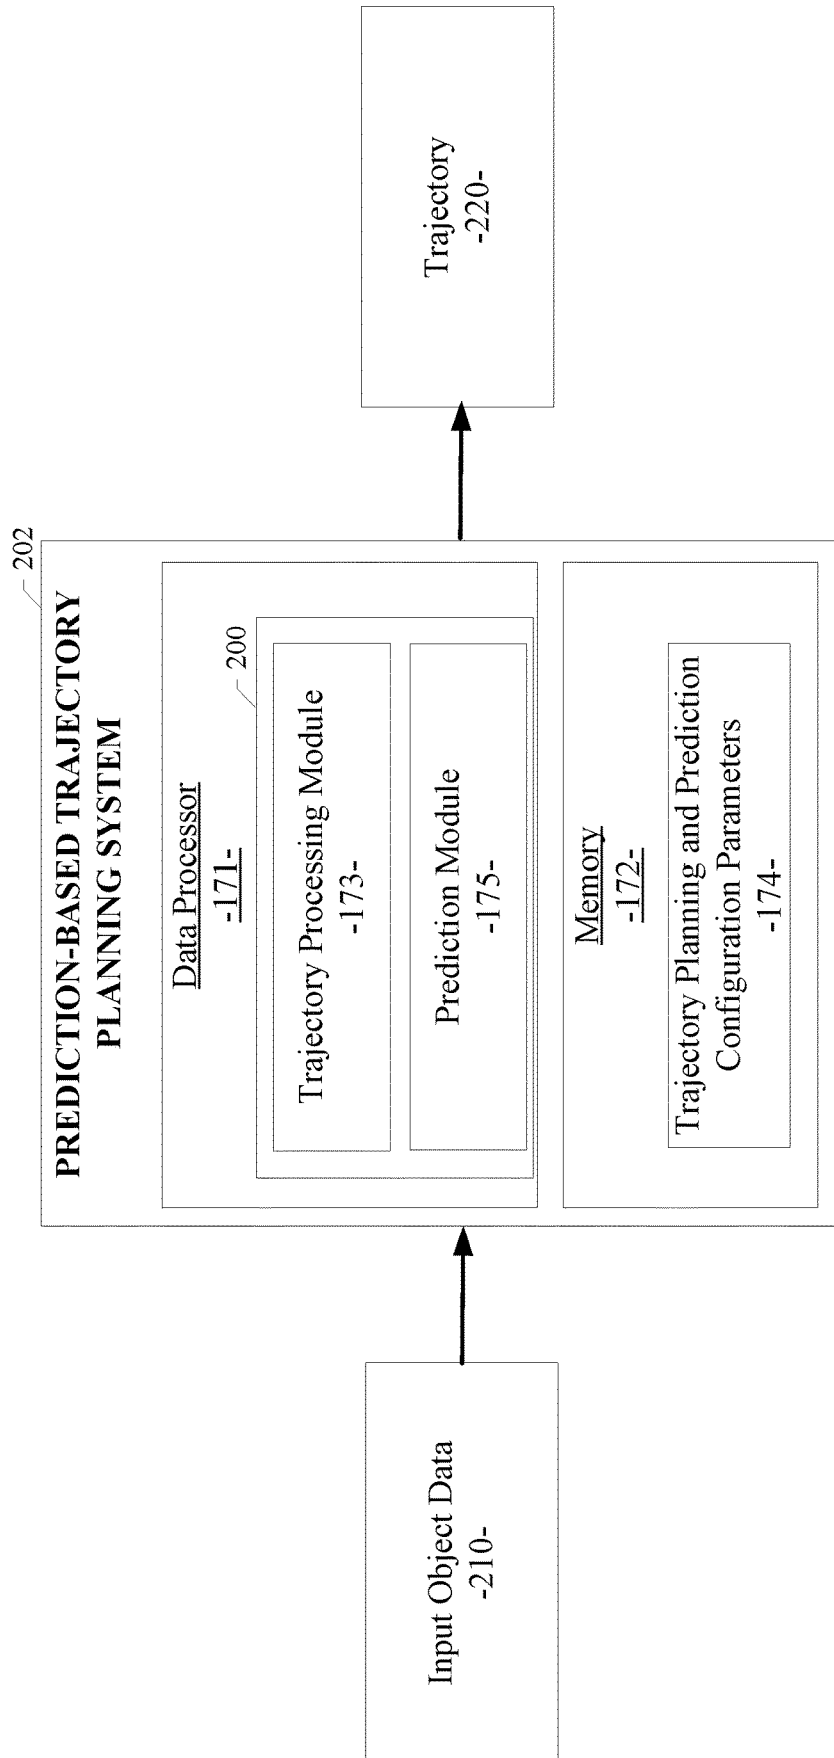 Input Object Data
-210-
PREDICTION-BASED TRAJECTORY
PLANNING SYSTEM
202
Data Processor
-171-
200
Trajectory Processing Module
-173-
Prediction Module
-175-
Memory
-172-
Trajectory Planning and Prediction
Configuration Parameters
-174-
Trajectory
-220-